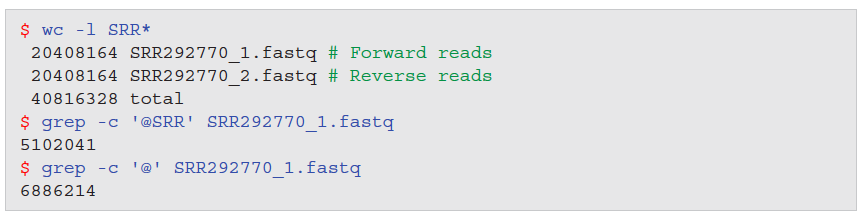 $ wc -l SRR*
20408164 SRR292770_1.fastq # Forward reads
20408164 SRR292770_2.fastq # Reverse reads
40816328 total
$ grep -c '@SRR' SRR292770_1.fastq
5102041
$ grep -c '@' SRR292770_1.fastq
6886214